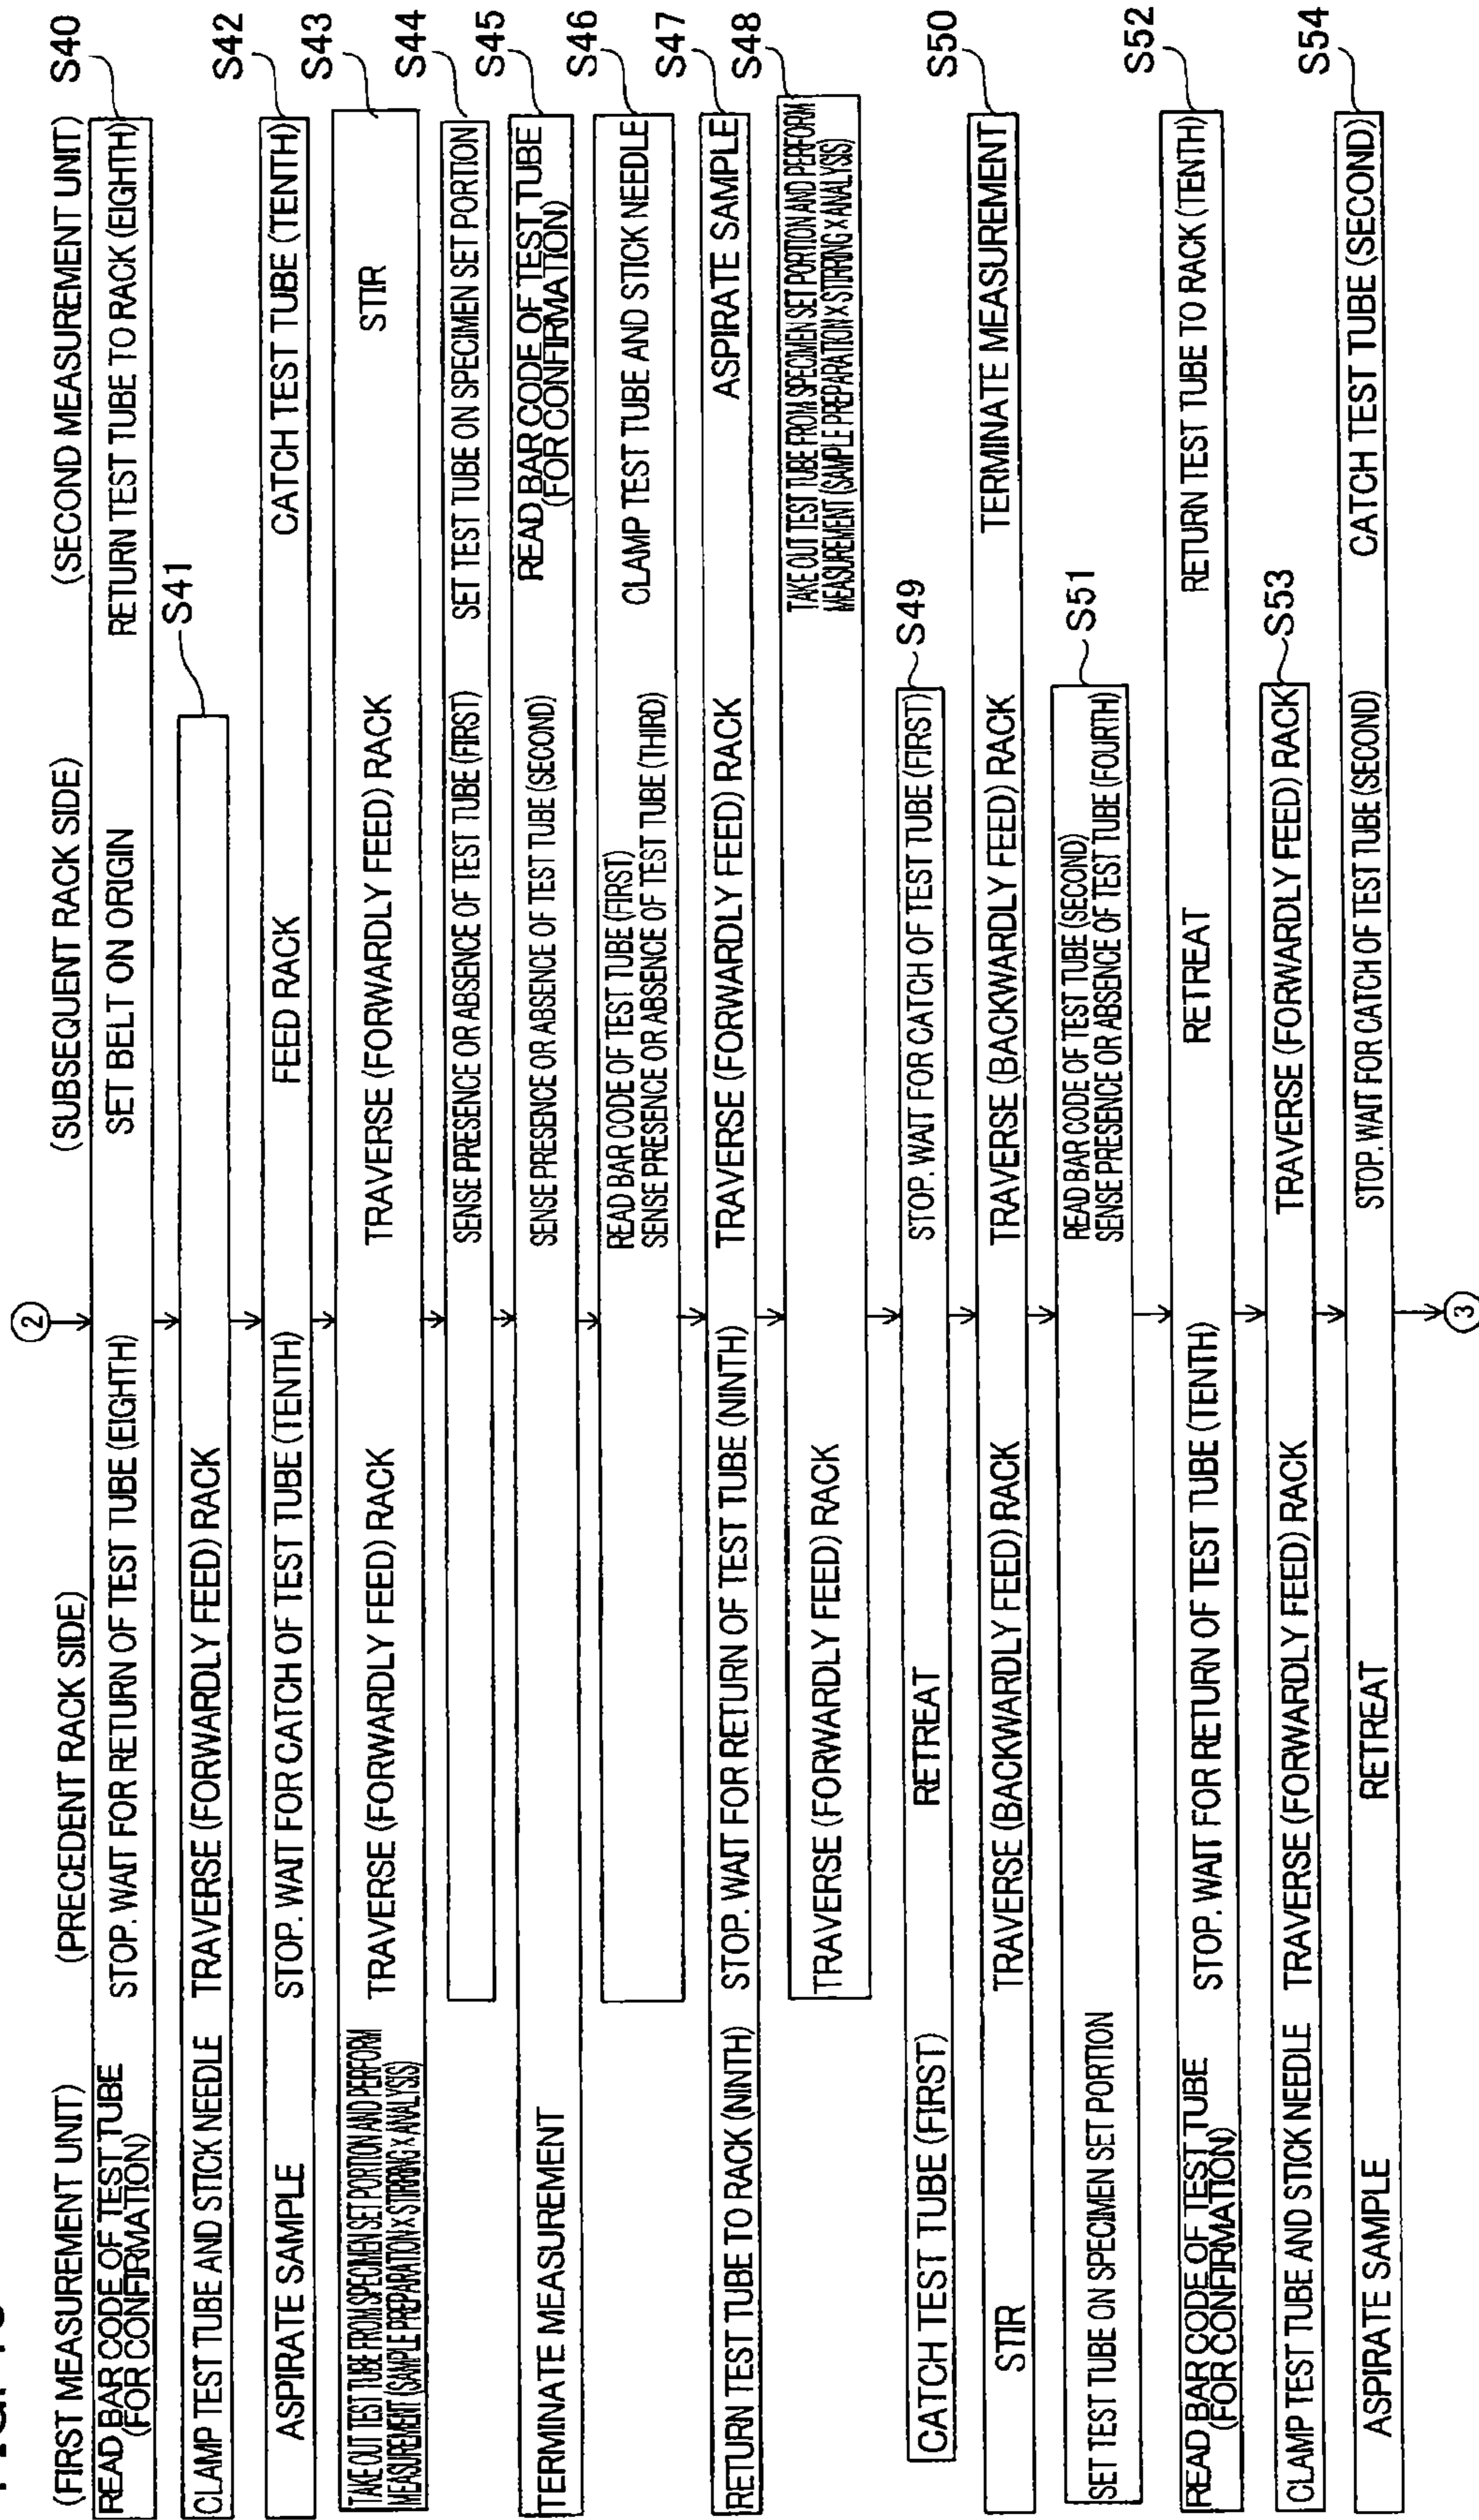 (FIRST MEASUREMENT UNIT) (PRECEDENT RACK SIDE) (SUBSEQUENT RACK SIDE) (SECOND MEASUREMENT UNIT)
2
READ BAR CODE OF TEST TUBE
(FOR CONFIRMATION)
STOP. WAIT FOR RETURN OF TEST TUBE (EIGHTH)
SET BELT ON ORIGIN
RETURN TEST TUBE TO RACK (EIGHTH)
S40
CLAMP TEST TUBE AND STICK NEEDLE
TRAVERSE (FORWARDLY FEED) RACK
S41
ASPIRATE SAMPLE
STOP. WAIT FOR CATCH OF TEST TUBE (TENTH)
FEED RACK
CATCH TEST TUBE (TENTH)
S42
TAKE OUT TEST TUBE FROM SPECIMEN SET PORTION AND PERFORM
MEASUREMENT (SAMPLE PREPARATION X STIRRING X ANALYSIS)
TRAVERSE (FORWARDLY FEED) RACK
TRAVERSE (FORWARDLY FEED) RACK
STIR
S43
SENSE PRESENCE OR ABSENCE OF TEST TUBE (FIRST)
SET TEST TUBE ON SPECIMEN SET PORTION
S44
TERMINATE MEASUREMENT
SENSE PRESENCE OR ABSENCE OF TEST TUBE (SECOND)
READ BAR CODE OF TEST TUBE
(FOR CONFIRMATION)
S45
READ BAR CODE OF TEST TUBE (FIRST)
SENSE PRESENCE OR ABSENCE OF TEST TUBE (THIRD)
CLAMP TEST TUBE AND STICK NEEDLE
S46
RETURN TEST TUBE TO RACK (NINTH)
STOP. WAIT FOR RETURN OF TEST TUBE (NINTH)
TRAVERSE (FORWARDLY FEED) RACK
ASPIRATE SAMPLE
S47
TRAVERSE (FORWARDLY FEED) RACK
TAKE OUT TEST TUBE FROM SPECIMEN SET PORTION AND PERFORM
MEASUREMENT (SAMPLE PREPARATION X STIRRING X ANALYSIS)
S48
CATCH TEST TUBE (FIRST)
RETREAT
STOP. WAIT FOR CATCH OF TEST TUBE (FIRST)
S49
STIR
TRAVERSE (BACKWARDLY FEED) RACK
TRAVERSE (BACKWARDLY FEED) RACK
TERMINATE MEASUREMENT
S50
SET TEST TUBE ON SPECIMEN SET PORTION
READ BAR CODE OF TEST TUBE (SECOND)
SENSE PRESENCE OR ABSENCE OF TEST TUBE (FOURTH)
S51
READ BAR CODE OF TEST TUBE
(FOR CONFIRMATION)
STOP. WAIT FOR RETURN OF TEST TUBE (TENTH)
RETREAT
RETURN TEST TUBE TO RACK (TENTH)
S52
CLAMP TEST TUBE AND STICK NEEDLE
TRAVERSE (FORWARDLY FEED) RACK
TRAVERSE (FORWARDLY FEED) RACK
S53
ASPIRATE SAMPLE
RETREAT
STOP. WAIT FOR CATCH OF TEST TUBE (SECOND)
CATCH TEST TUBE (SECOND)
S54
3